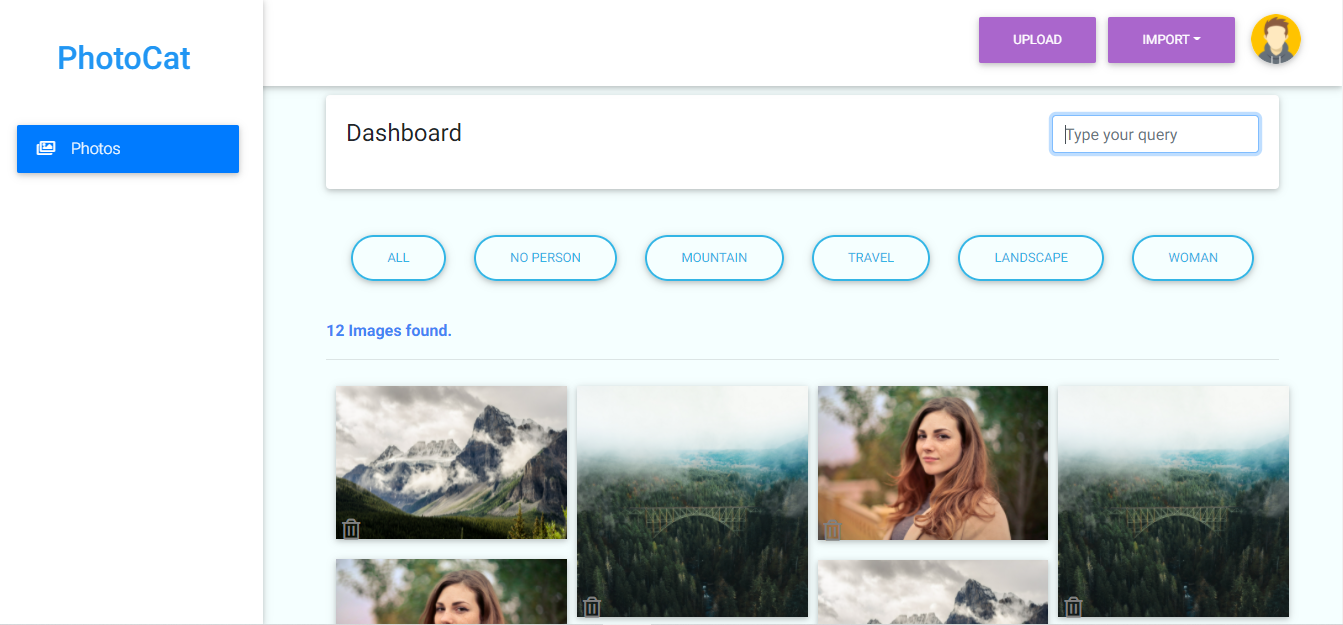 PhotoCat
UPLOAD
IMPORT
Photos
Dashboard
Type your query
ALL
NO PERSON
MOUNTAIN
TRAVEL
LANDSCAPE
WOMAN
12 Images found.